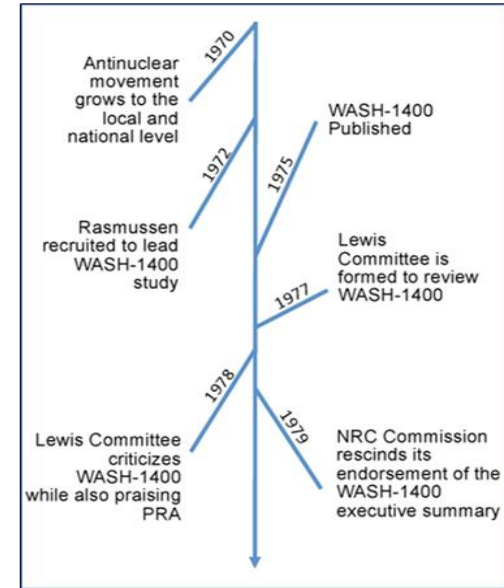 1970
Antinuclear
movement
grows to the
local and
national level
1972
Rasmussen
recruited to lead
WASH-1400
study
WASH-1400
Published
1975
Lewis
Committee is
formed to review
WASH-1400
1977
1978
Lewis Committee
criticizes
WASH-1400
while also praising
PRA
1979
NRC Commission
rescinds its
endorsement of the
WASH-1400
executive summary